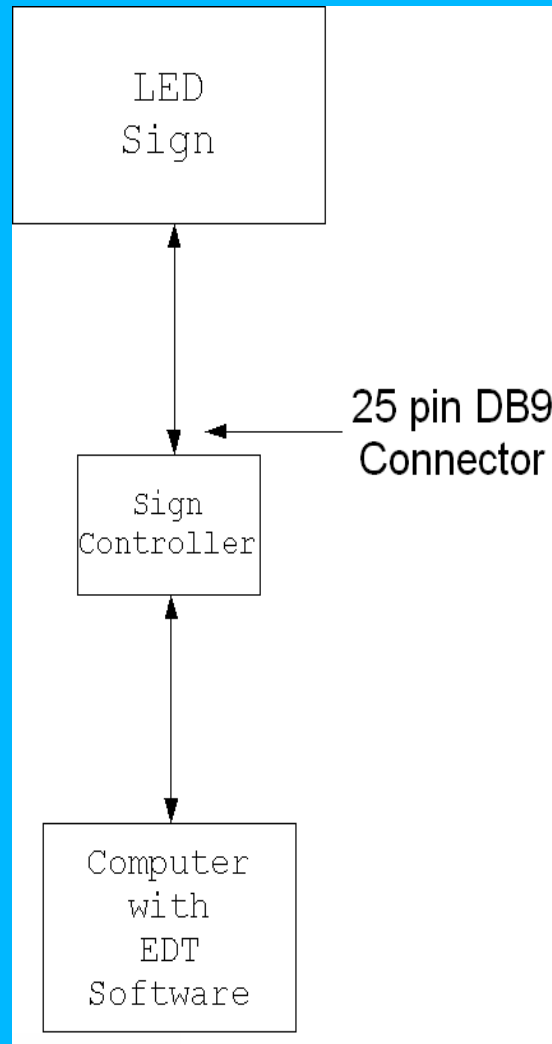 LED
Sign
25 pin DB9
Connector
Sign
Controller
Computer
with
EDT
Software